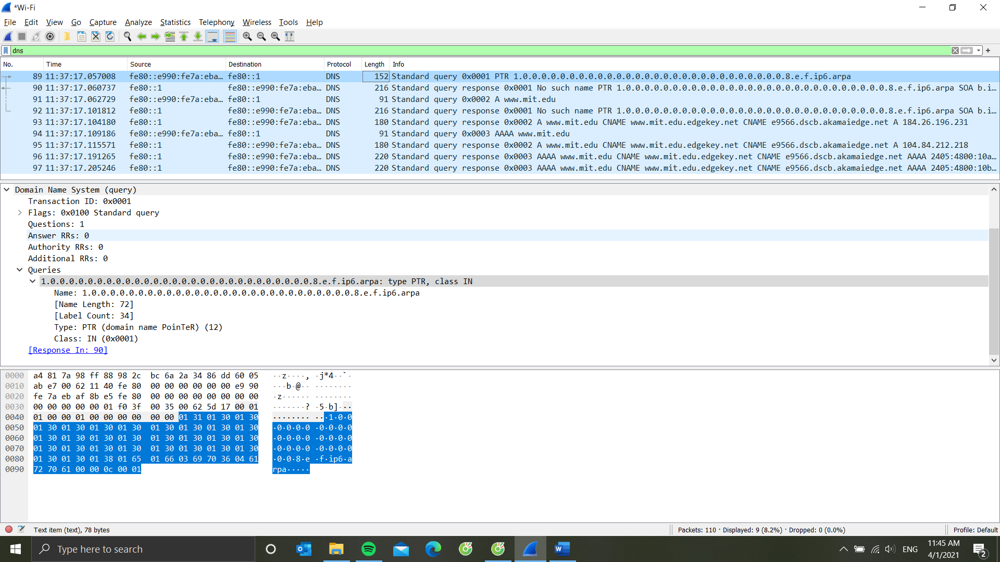 *Wi-Fi
File Edit View Go Capture Analyze Statistics Telephony Wireless Tools Help
dns
No. Time Source Destination Protocol Length Info
89 11:37:17.057008 fe80::e990:fe7a:eba… fe80::1 DNS 152 Standard query 0x0001 PTR 1.0.0.0.0.0.0.0.0.0.0.0.0.0.0.0.0.0.0.0.0.0.0.0.0.0.0.0.0.8.e.f.ip6.arpa
90 11:37:17.060737 fe80::1 fe80::e990:fe7a:eba… DNS 216 Standard query response 0x0001 No such name PTR 1.0.0.0.0.0.0.0.0.0.0.0.0.0.0.0.0.0.0.0.0.0.0.0.0.0.0.0.0.8.e.f.ip6.arpa SOA b.i…
91 11:37:17.062729 fe80::e990:fe7a:eba… fe80::1 DNS 91 Standard query 0x0002 A www.mit.edu
92 11:37:17.101812 fe80::1 fe80::e990:fe7a:eba… DNS 216 Standard query response 0x0001 No such name PTR 1.0.0.0.0.0.0.0.0.0.0.0.0.0.0.0.0.0.0.0.0.0.0.0.0.0.0.0.0.8.e.f.ip6.arpa SOA b.i…
93 11:37:17.104180 fe80::1 fe80::e990:fe7a:eba… DNS 180 Standard query response 0x0002 A www.mit.edu CNAME www.mit.edu.edgekey.net CNAME e9566.dscb.akamaiedge.net A 184.26.196.231
94 11:37:17.109186 fe80::e990:fe7a:eba… fe80::1 DNS 91 Standard query 0x0003 AAAA www.mit.edu
95 11:37:17.115571 fe80::1 fe80::e990:fe7a:eba… DNS 180 Standard query response 0x0002 A www.mit.edu CNAME www.mit.edu.edgekey.net CNAME e9566.dscb.akamaiedge.net A 104.84.212.218
96 11:37:17.191265 fe80::1 fe80::e990:fe7a:eba… DNS 220 Standard query response 0x0003 AAAA www.mit.edu CNAME www.mit.edu.edgekey.net CNAME e9566.dscb.akamaiedge.net AAAA 2405:4800:10a…
97 11:37:17.205246 fe80::1 fe80::e990:fe7a:eba… DNS 220 Standard query response 0x0003 AAAA www.mit.edu CNAME www.mit.edu.edgekey.net CNAME e9566.dscb.akamaiedge.net AAAA 2405:4800:10b…
Domain Name System (query)
Transaction ID: 0x0001
Flags: 0x0100 Standard query
Questions: 1
Answer RRs: 0
Authority RRs: 0
Additional RRs: 0
Queries
1.0.0.0.0.0.0.0.0.0.0.0.0.0.0.0.0.0.0.0.0.0.0.0.0.0.0.0.0.8.e.f.ip6.arpa: type PTR, class IN
Name: 1.0.0.0.0.0.0.0.0.0.0.0.0.0.0.0.0.0.0.0.0.0.0.0.0.0.0.0.0.8.e.f.ip6.arpa
[Name Length: 72]
[Label Count: 34]
Type: PTR (domain name PoinTeR) (12)
Class: IN (0x0001)
[Response In: 90]
0000 a4 81 7a 98 ff 88 98 2c bc 6a 2a 34 86 dd 60 05 ··z····, ·j*4··`·
0010 ab e7 00 62 11 40 fe 80 00 00 00 00 00 00 e9 90 ···b·@·· ········
0020 fe 7a eb af 8b e5 fe 80 00 00 00 00 00 00 00 00 ·z······ ········
0030 00 00 00 00 00 01 f0 3f 00 35 00 62 5d 17 00 01 ·······? ·5·b]···
0040 01 00 00 01 00 00 00 00 00 00 01 31 01 30 01 30 ········ ···1·0·0
0050 01 30 01 30 01 30 01 30 01 30 01 30 01 30 01 30 ·0·0·0·0 ·0·0·0·0
0060 01 30 01 30 01 30 01 30 01 30 01 30 01 30 01 30 ·0·0·0·0 ·0·0·0·0
0070 01 30 01 30 01 30 01 30 01 30 01 30 01 30 01 30 ·0·0·0·0 ·0·0·0·0
0080 01 30 01 30 01 38 01 65 01 66 03 69 70 36 04 61 ·0·0·8·e ·f·ip6·a
0090 72 70 61 00 00 0c 00 01 rpa·····
Text item (text), 78 bytes
Packets: 110 · Displayed: 9 (8.2%) · Dropped: 0 (0.0%)
Profile: Default
Type here to search
ENG
11:45 AM
4/1/2021
2